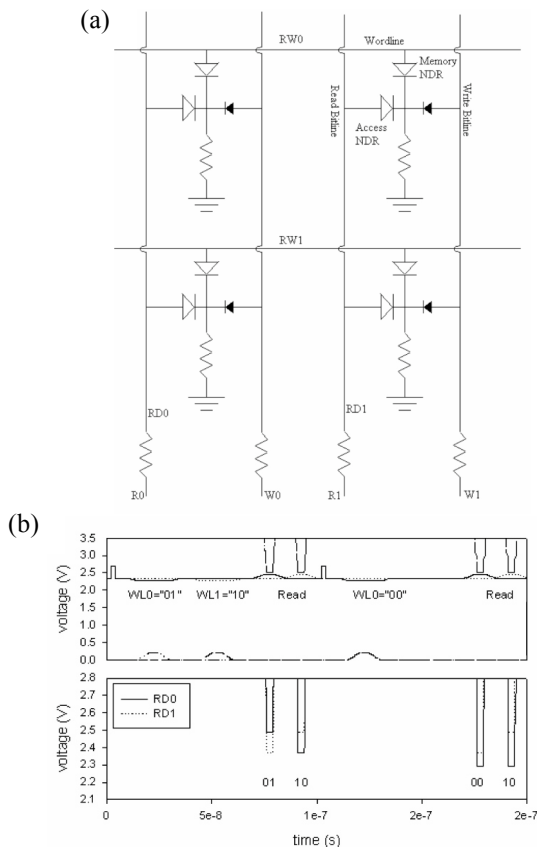 (a)
RW0
Wordline
Memory
NDR
Read Bitline
Write Bitline
Access
NDR
RW1
RD0
RD1
R0
W0
R1
W1
(b)
3.5
3.0
2.5
2.0
1.5
1.0
0.5
0.0
voltage (V)
WL0="01"
WL1="10"
Read
WL0="00"
Read
2.8
2.7
2.6
2.5
2.4
2.3
2.2
2.1
voltage (V)
RD0
RD1
01
10
00
10
0
5e-8
1e-7
2e-7
2e-7
time (s)